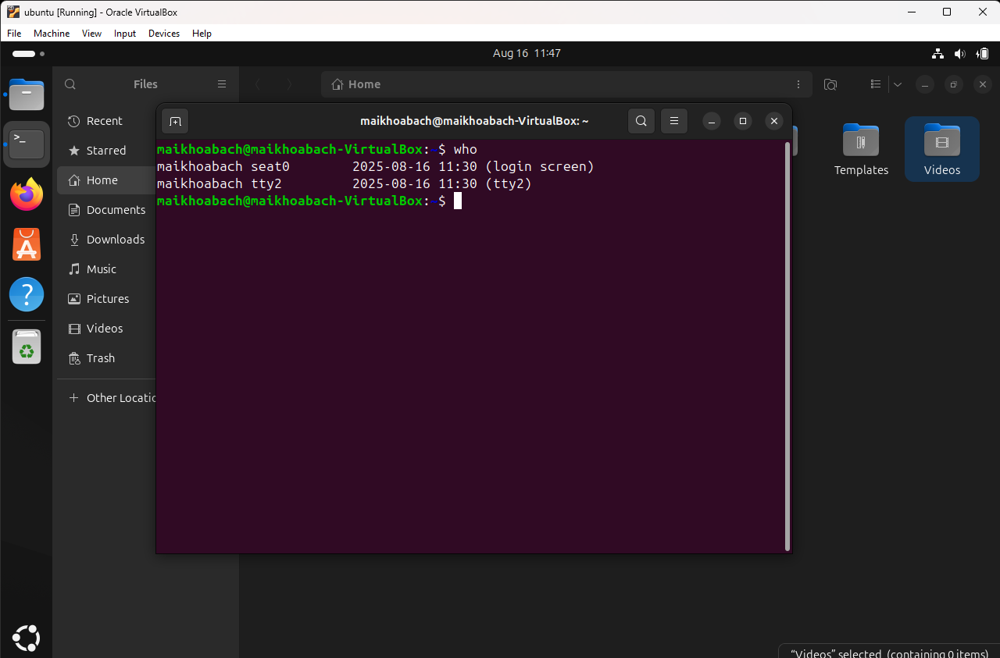 ubuntu [Running] - Oracle VirtualBox
File Machine View Input Devices Help
Aug 16 11:47
Files
Home
Recent
Starred
Home
Documents
Downloads
Music
Pictures
Videos
Trash
Other Locatio
maikhoabach@maikhoabach-VirtualBox: ~
maikhoabach@maikhoabach-VirtualBox:~$ who
maikhoabach seat0        2025-08-16 11:30 (login screen)
maikhoabach tty2         2025-08-16 11:30 (tty2)
maikhoabach@maikhoabach-VirtualBox:~$
Templates
Videos
“Videos” selected (containing 0 items)